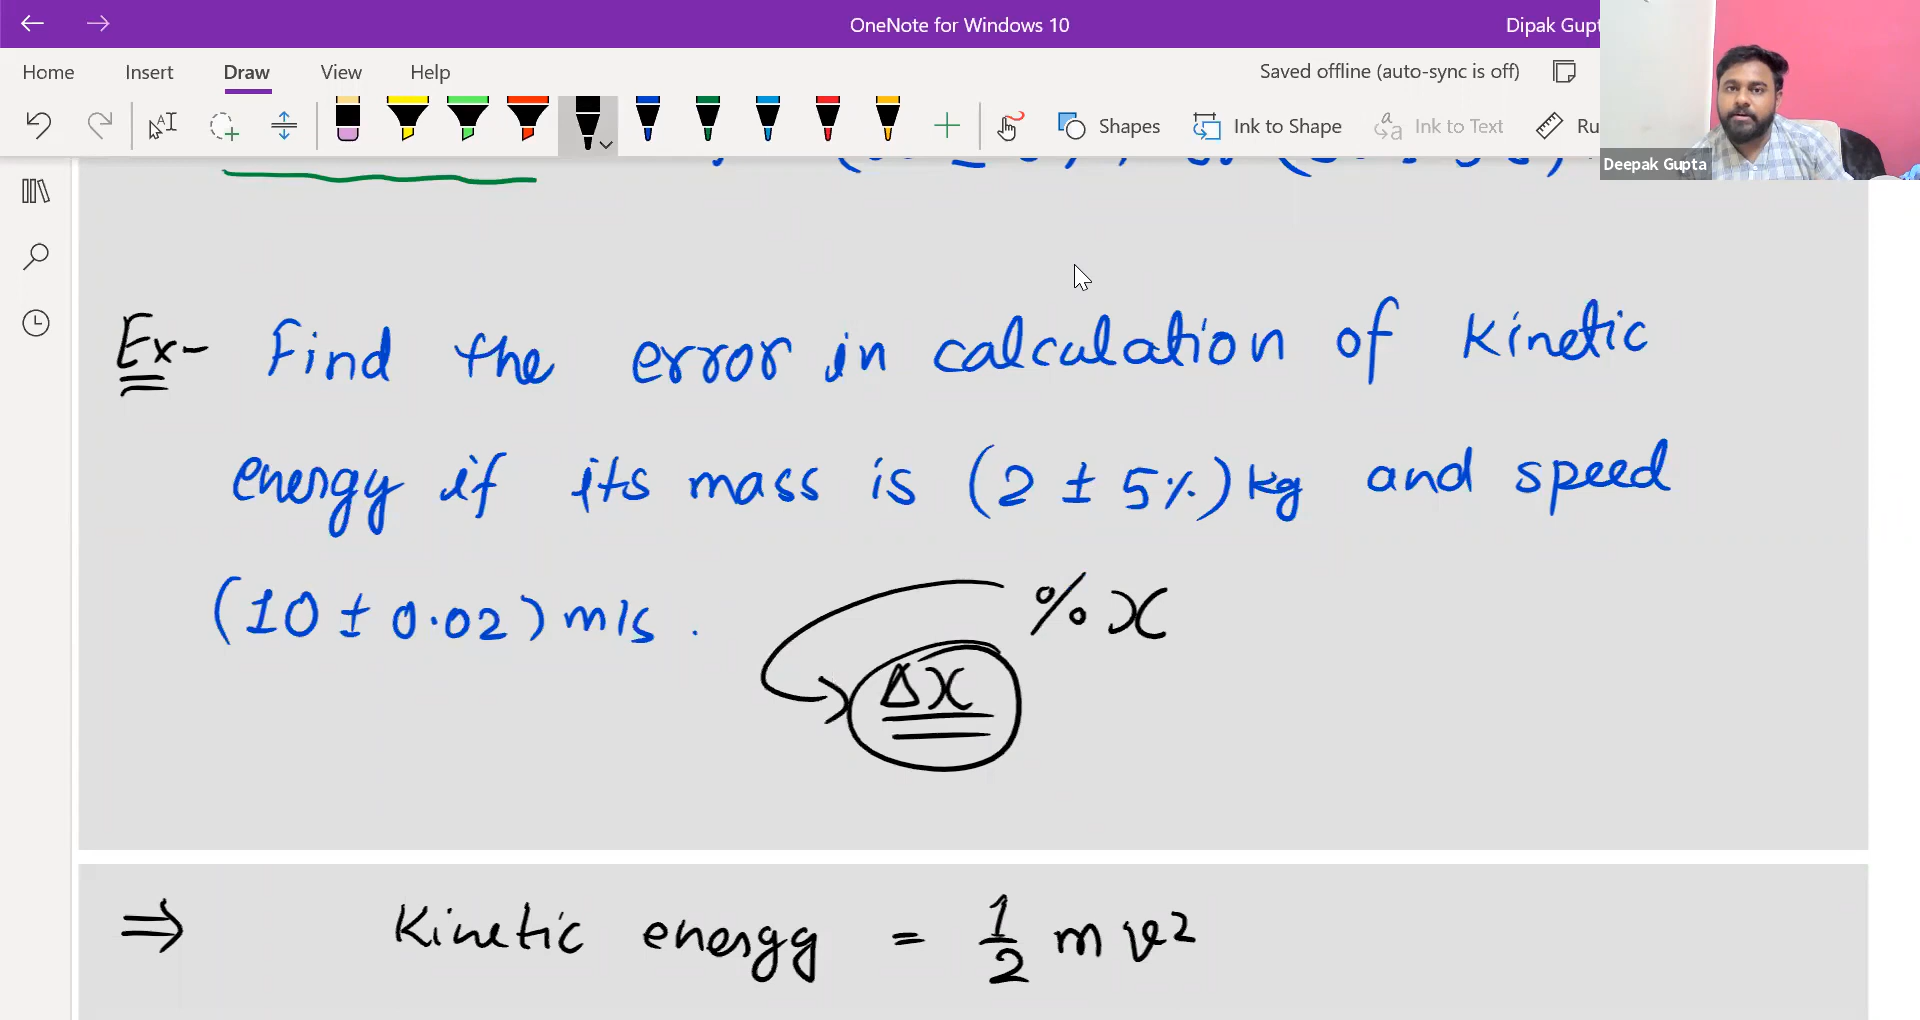 OneNote for Windows 10
Dipak Gupt
Home Insert Draw View Help
Saved offline (auto-sync is off)
Shapes Ink to Shape Ink to Text Ru
Deepak Gupta
Ex- Find the error in calculation of Kinetic
energy if its mass is (2 ± 5%) kg and speed
(10 ± 0.02) m/s .
% x
Δx
⇒ Kinetic energy = 1/2 m v²